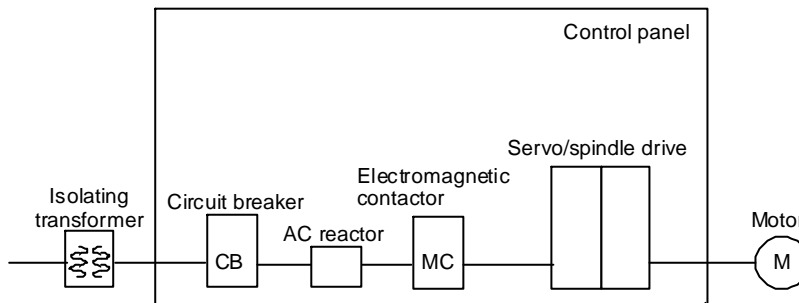 Control panel
Servo/spindle drive
Electromagnetic
contactor
Isolating
transformer
Circuit breaker
AC reactor
Motor
CB
MC
M